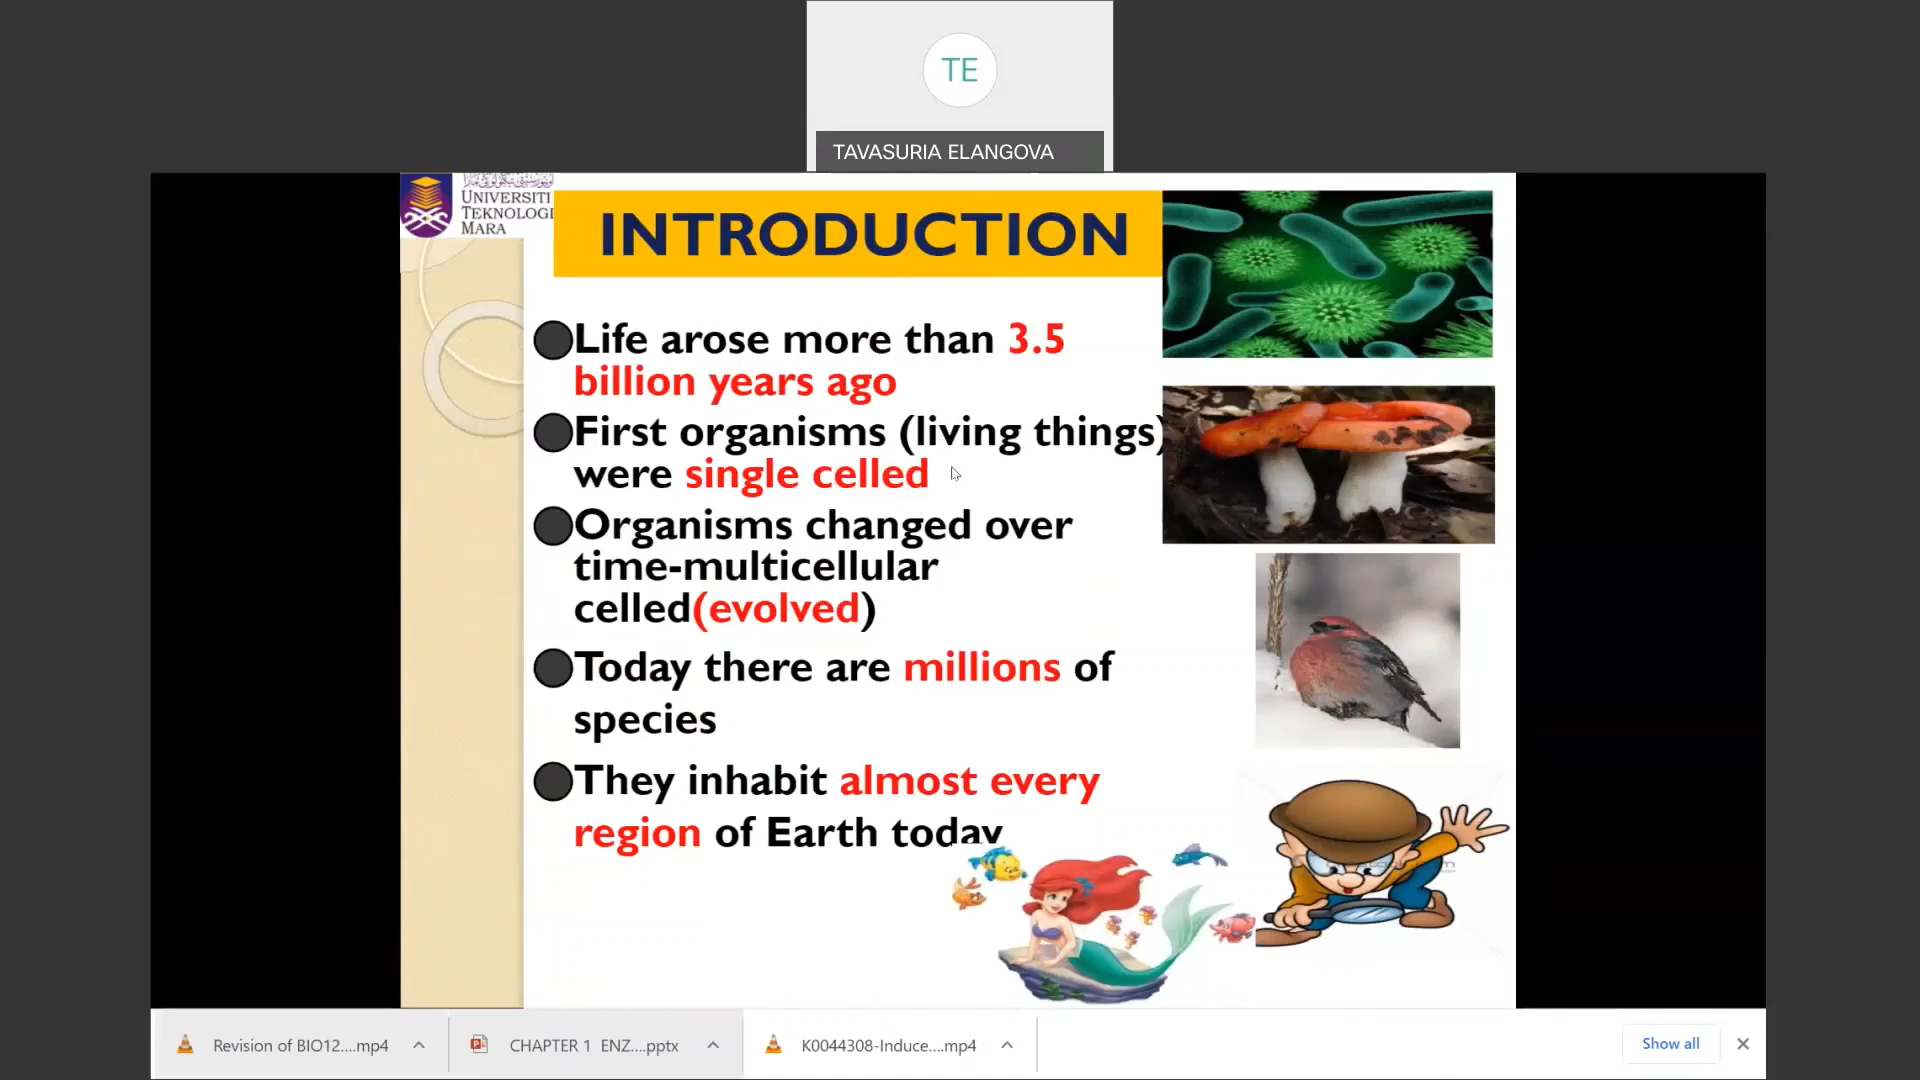 TE
TAVASURIA ELANGOVA
UNIVERSITI
TEKNOLOGI
MARA
INTRODUCTION
Life arose more than 3.5
billion years ago
First organisms (living things)
were single celled
Organisms changed over
time-multicellular
celled(evolved)
Today there are millions of
species
They inhabit almost every
region of Earth today
Revision of BIO12....mp4
CHAPTER 1 ENZ....pptx
K0044308-Induce....mp4
Show all